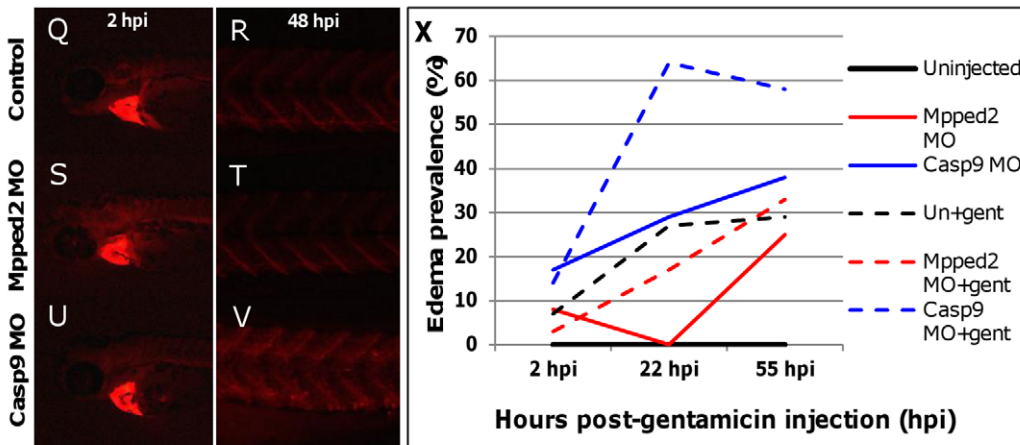 2 hpi
48 hpi
Control
Q
R
Mpped2 MO
S
T
Casp9 MO
U
V
X
Edema prevalence (%)
70
60
50
40
30
20
10
0
2 hpi
22 hpi
55 hpi
Hours post-gentamicin injection (hpi)
Uninjected
Mpped2
MO
Casp9 MO
Un+gent
Mpped2
MO+gent
Casp9
MO+gent